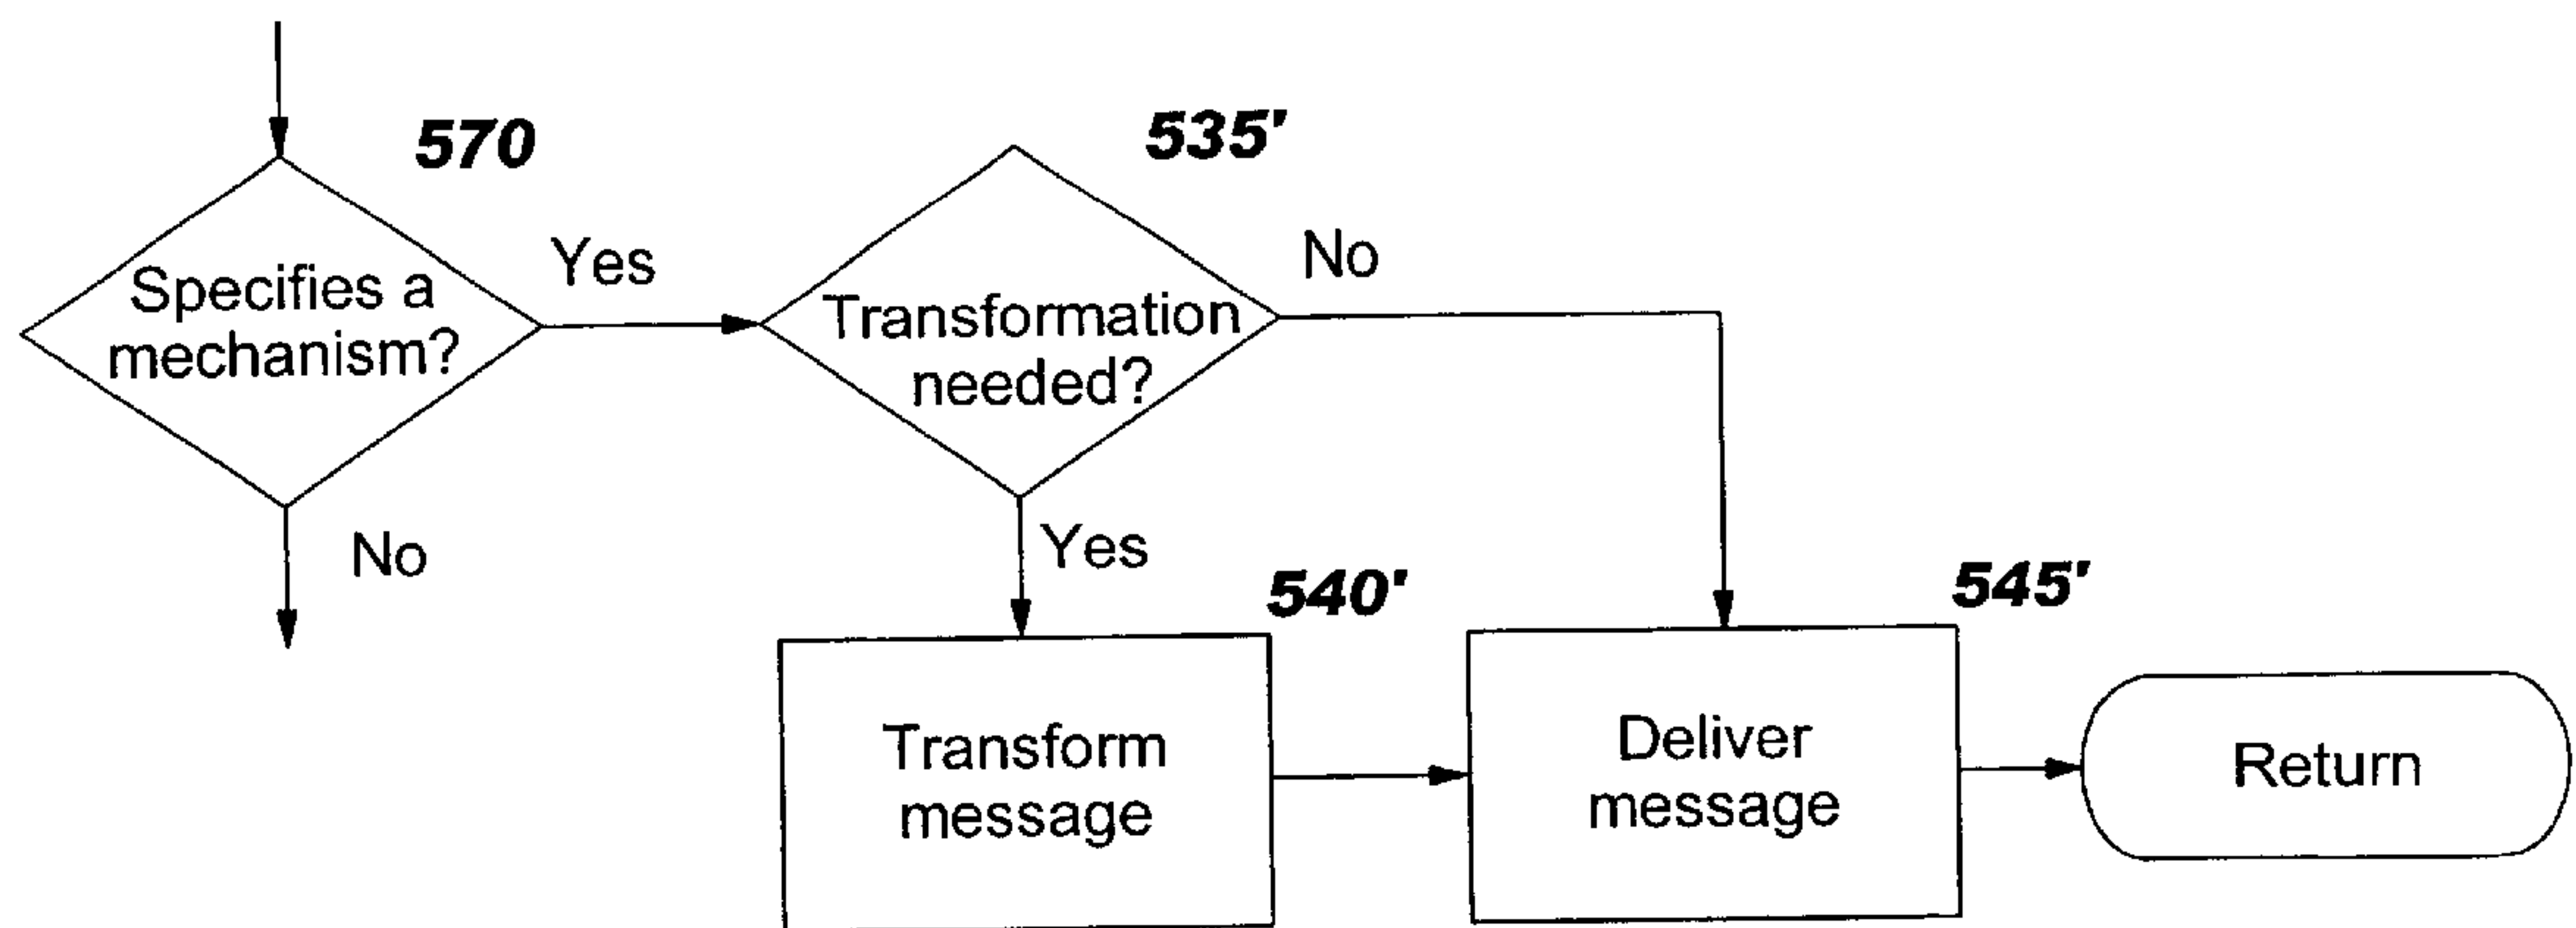 570
Specifies a
mechanism?
Yes
No
535'
Transformation
needed?
No
Yes
540'
Transform
message
545'
Deliver
message
Return